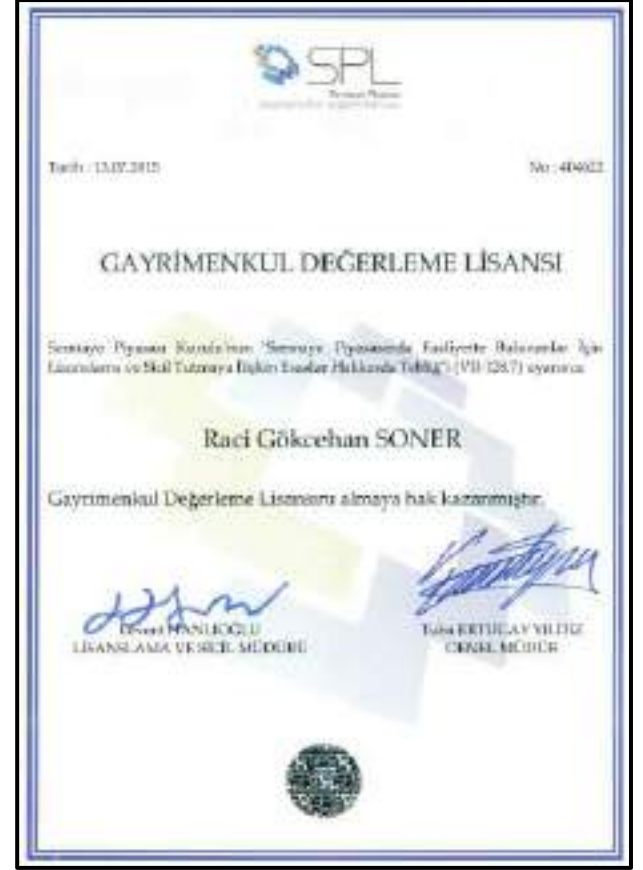 SPL
Tarih : 13.07.2015
No : 404622
GAYRİMENKUL DEĞERLEME LİSANSI
Sermaye Piyasası Kurulu'nun "Sermaye Piyasasında Faaliyette Bulunanlar İçin
Lisanslama ve Sicil Tutmaya İlişkin Esaslar Hakkında Tebliğ"i (VII-128.7) uyarınca
Raci Gökcehan SONER
Gayrimenkul Değerleme Lisansını almaya hak kazanmıştır.
LİSANSLAMA VE SİCİL MÜDÜRÜ
GENEL MÜDÜR